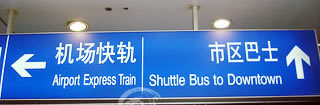 机场快轨
Airport Express Train
市区巴士
Shuttle Bus to Downtown